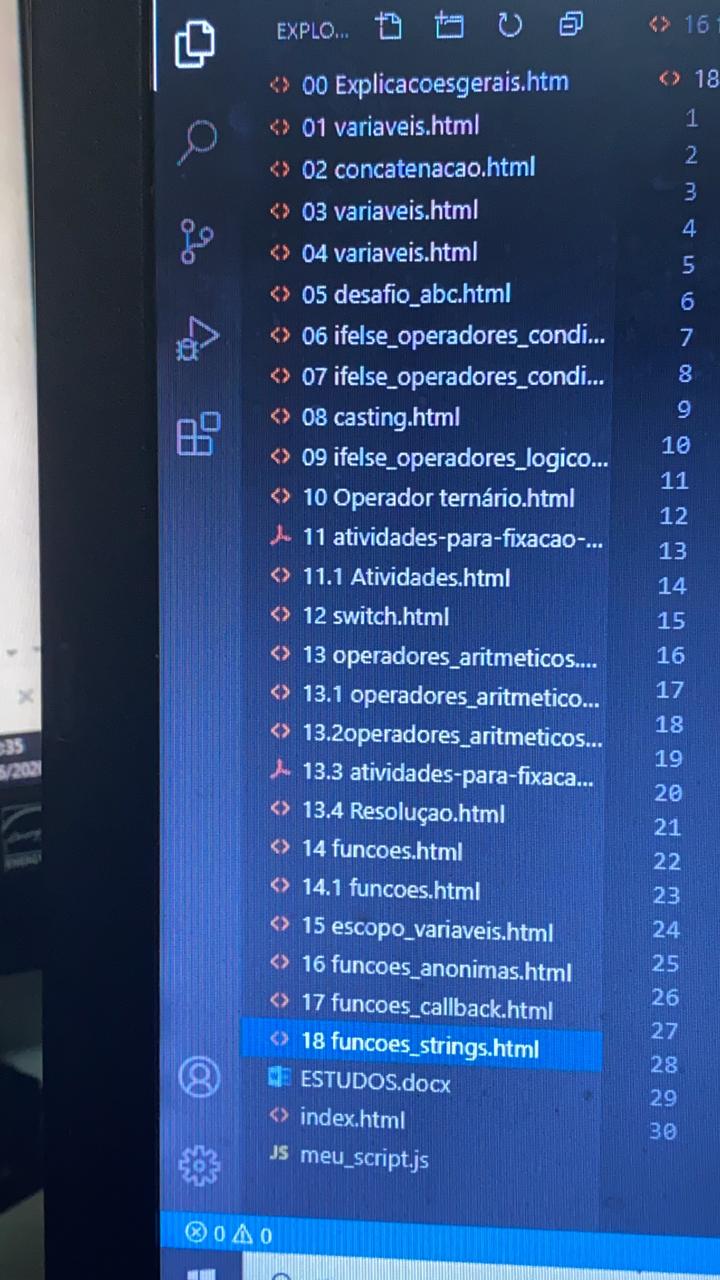 EXPLO...
00 Explicacoesgerais.htm
01 variaveis.html
02 concatenacao.html
03 variaveis.html
04 variaveis.html
05 desafio_abc.html
06 ifelse_operadores_condi...
07 ifelse_operadores_condi...
08 casting.html
09 ifelse_operadores_logico...
10 Operador ternário.html
11 atividades-para-fixacao-...
11.1 Atividades.html
12 switch.html
13 operadores_aritmeticos....
13.1 operadores_aritmetico...
13.2operadores_aritmeticos...
13.3 atividades-para-fixaca...
13.4 Resoluçao.html
14 funcoes.html
14.1 funcoes.html
15 escopo_variaveis.html
16 funcoes_anonimas.html
17 funcoes_callback.html
18 funcoes_strings.html
ESTUDOS.docx
index.html
JS meu_script.js
0 0
16
18
1
2
3
4
5
6
7
8
9
10
11
12
13
14
15
16
17
18
19
20
21
22
23
24
25
26
27
28
29
30
:35